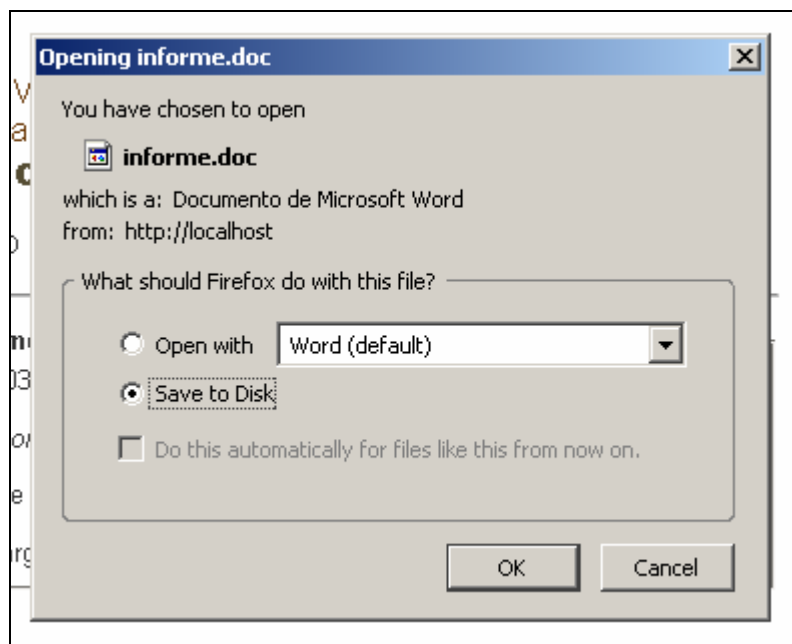 Opening informe.doc
You have chosen to open
informe.doc
which is a: Documento de Microsoft Word
from: http://localhost
What should Firefox do with this file?
Open with Word (default)
Save to Disk
Do this automatically for files like this from now on.
OK Cancel